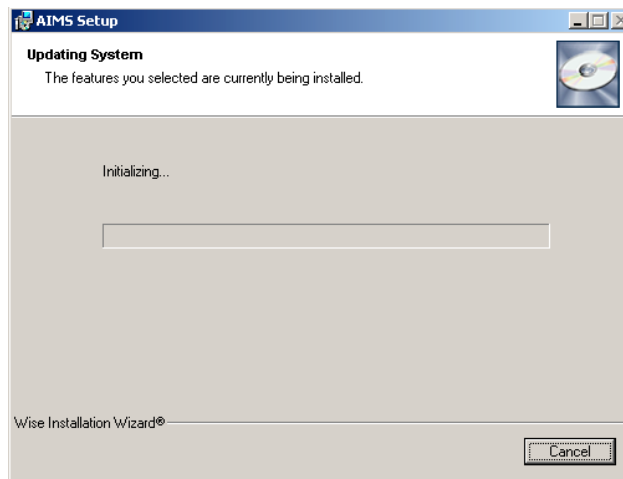 AIMS Setup
Updating System
The features you selected are currently being installed.
Initializing...
Wise Installation Wizard®
Cancel